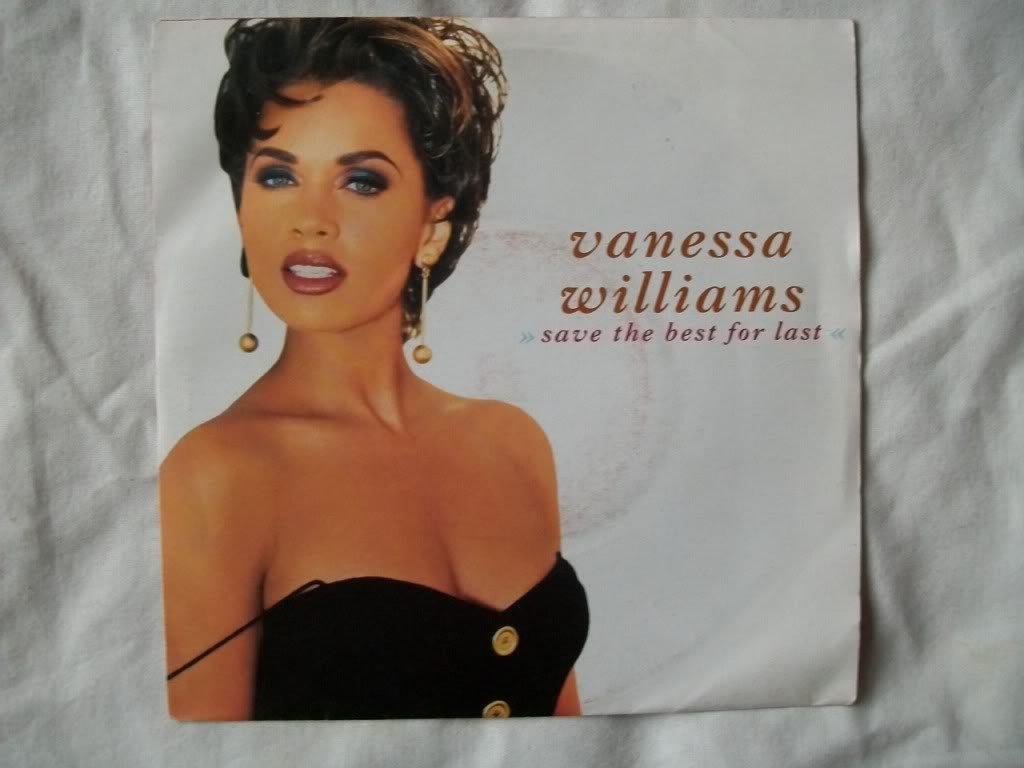 vanessa
williams
» save the best for last «